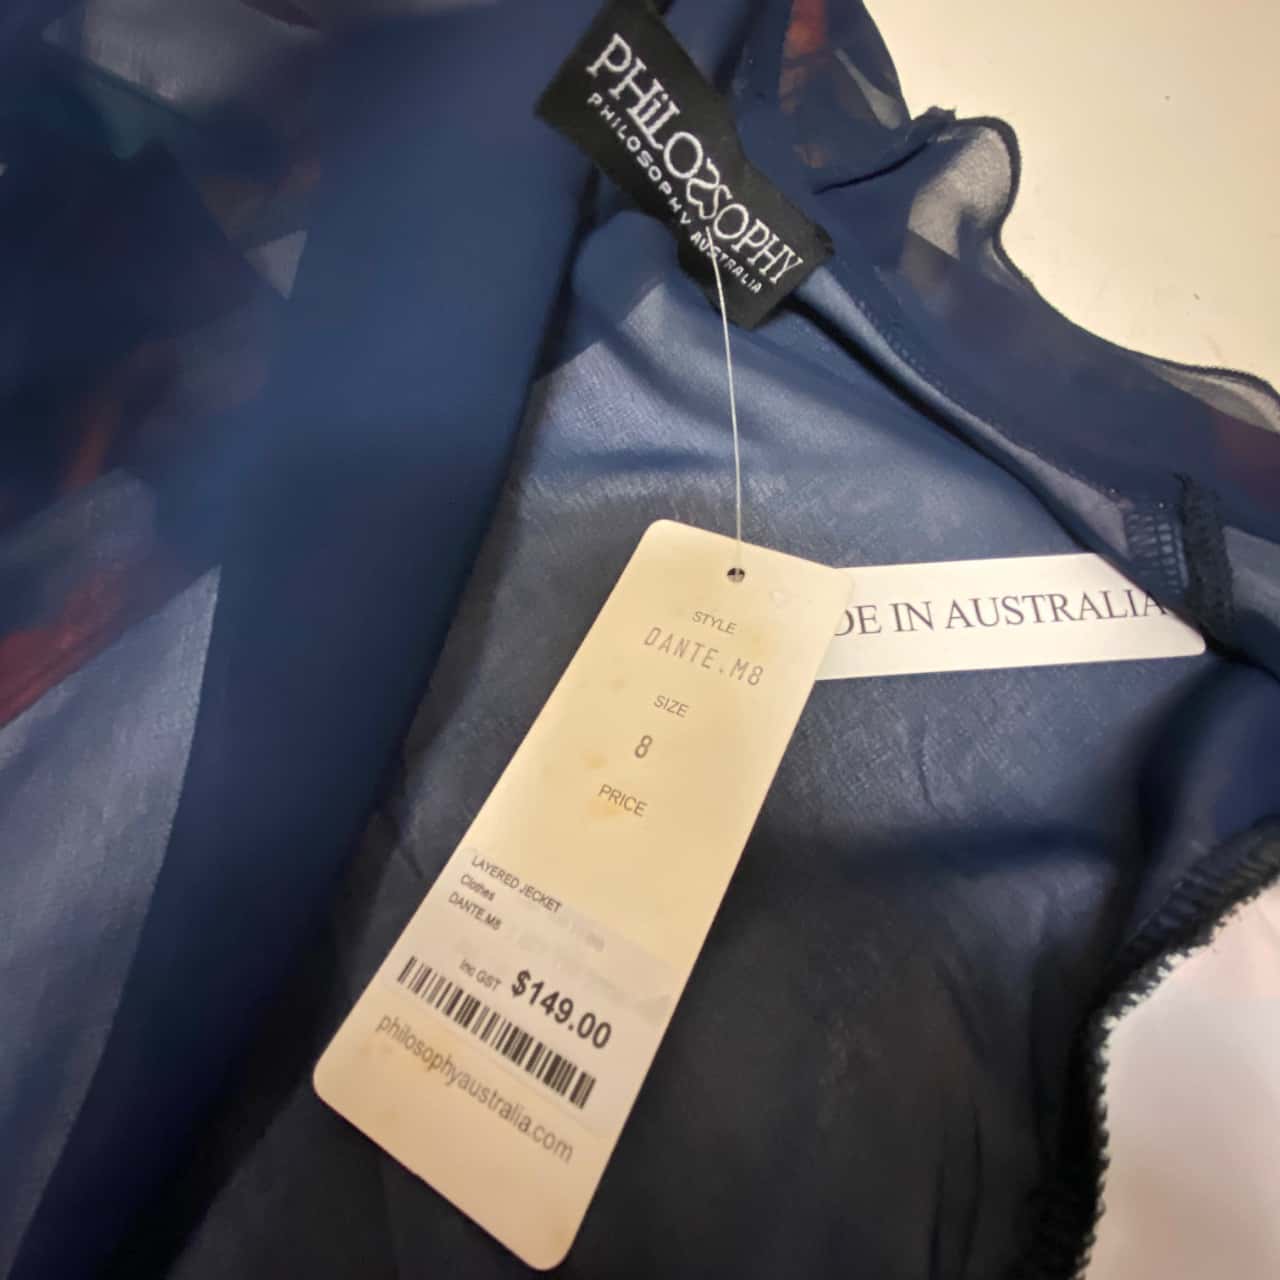 PHiLOSSOPHY
PHILOSOPHY AUSTRALIA
DE IN AUSTRALIA
STYLE
DANTE.M8
SIZE
8
PRICE
LAYERED JECKET
Clothes
DANTE.M8
Inc GST $149.00
philosophyaustralia.com